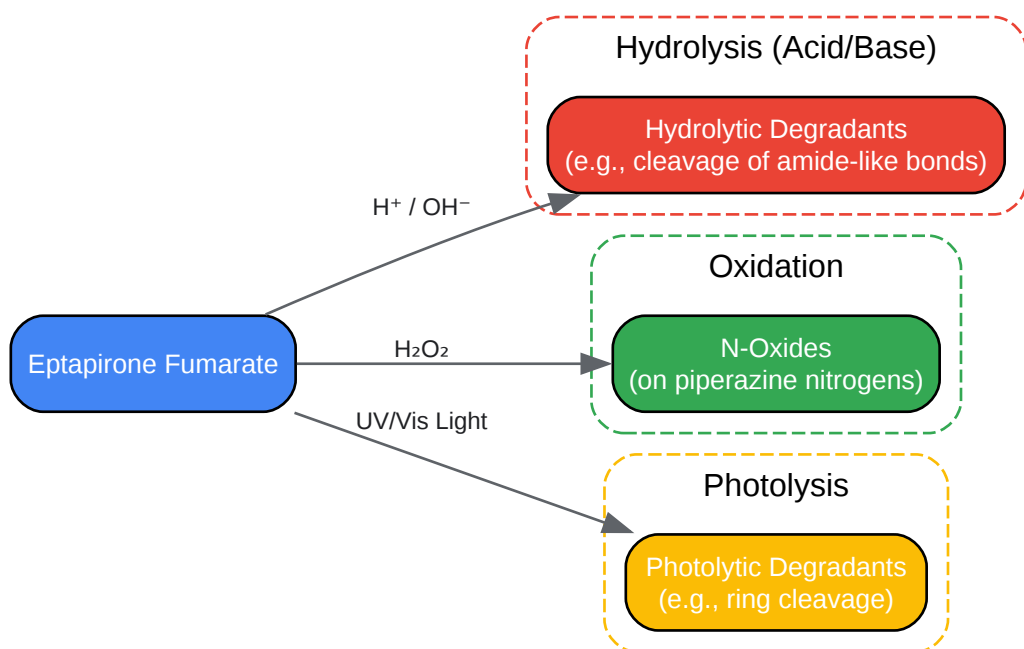 Hydrolysis (Acid/Base)
Hydrolytic Degradants
(e.g., cleavage of amide-like bonds)
H⁺ / OH⁻
Oxidation
Eptapirone Fumarate
H₂O₂
N-Oxides
(on piperazine nitrogens)
UV/Vis Light
Photolysis
Photolytic Degradants
(e.g., ring cleavage)